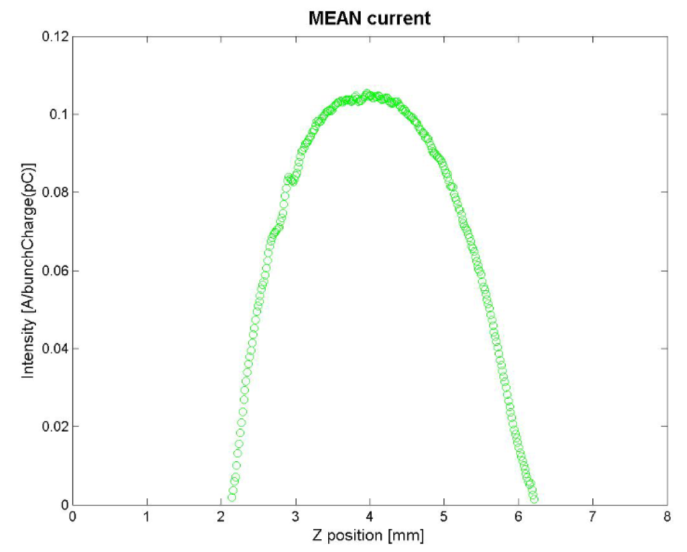 MEAN current
0.12
0.1
0.08
0.06
0.04
0.02
0
Intensity [A/bunchCharge(pC)]
0 1 2 3 4 5 6 7 8
Z position [mm]